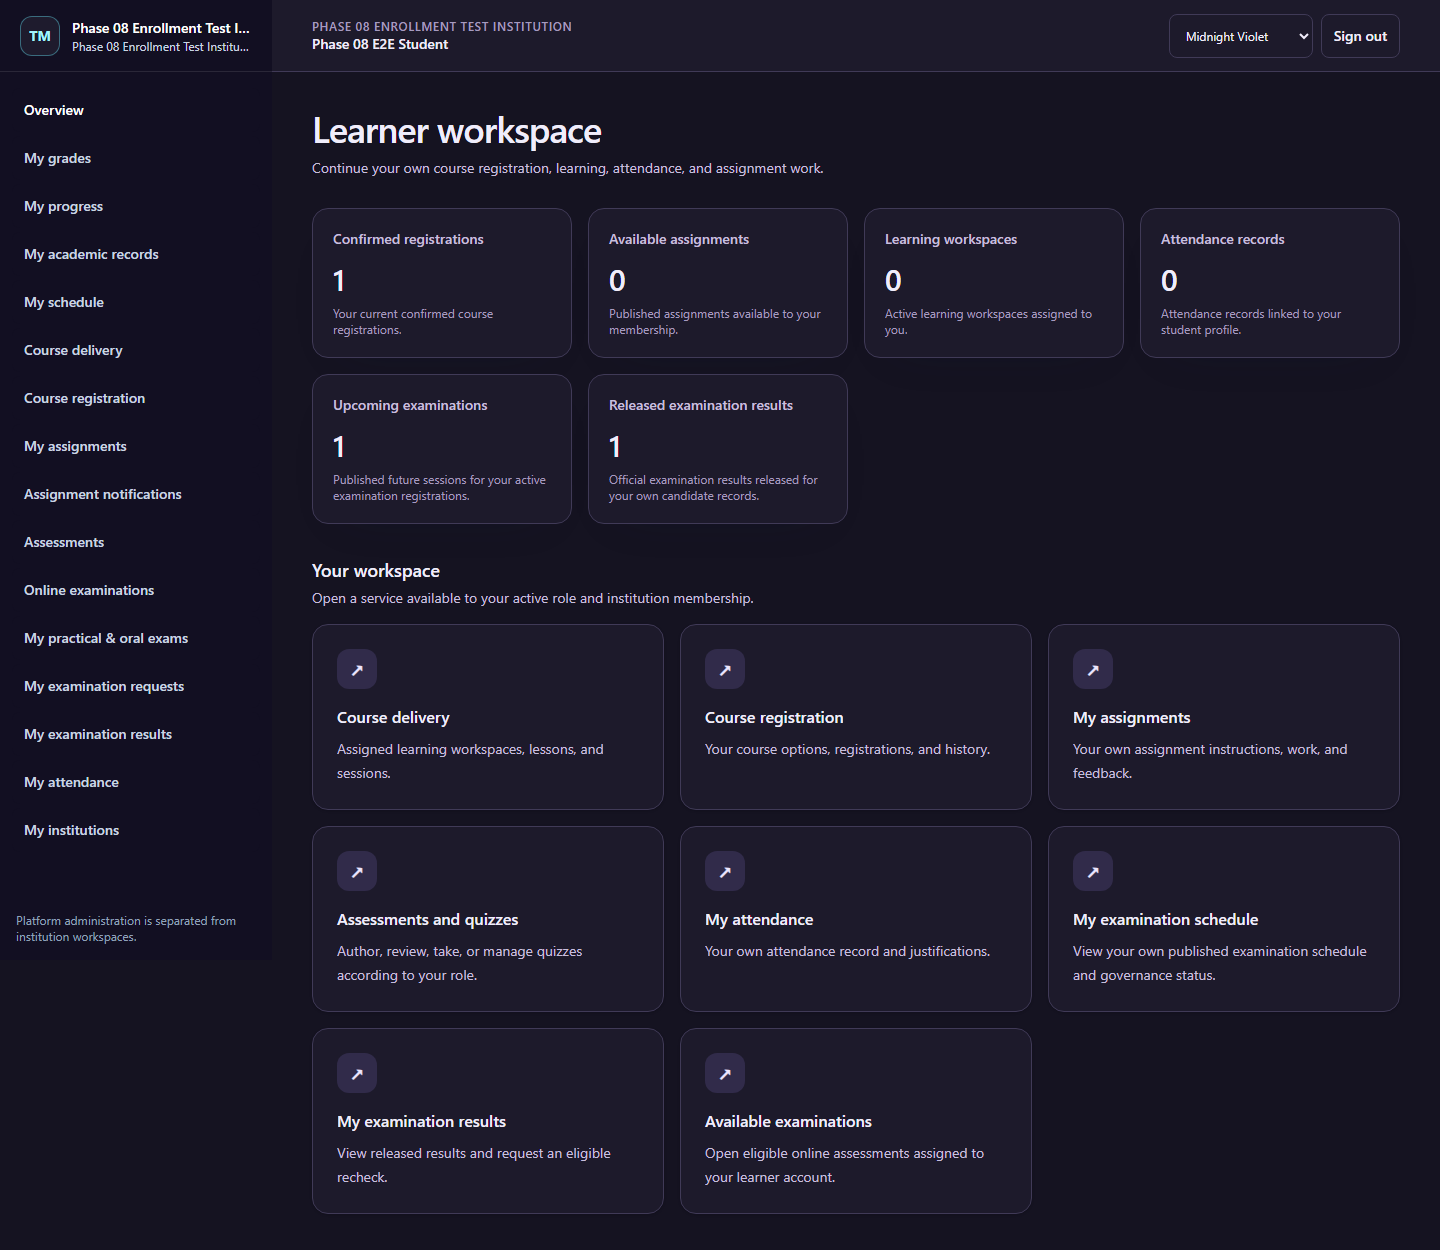 TM
Phase 08 Enrollment Test I...
Phase 08 Enrollment Test Institu...
PHASE 08 ENROLLMENT TEST INSTITUTION
Phase 08 E2E Student
Midnight Violet
Sign out
Overview
My grades
My progress
My academic records
My schedule
Course delivery
Course registration
My assignments
Assignment notifications
Assessments
Online examinations
My practical & oral exams
My examination requests
My examination results
My attendance
My institutions
Platform administration is separated from
institution workspaces.
Learner workspace
Continue your own course registration, learning, attendance, and assignment work.
Confirmed registrations
1
Your current confirmed course
registrations.
Available assignments
0
Published assignments available to your
membership.
Learning workspaces
0
Active learning workspaces assigned to
you.
Attendance records
0
Attendance records linked to your
student profile.
Upcoming examinations
1
Published future sessions for your active
examination registrations.
Released examination results
1
Official examination results released for
your own candidate records.
Your workspace
Open a service available to your active role and institution membership.
Course delivery
Assigned learning workspaces, lessons, and
sessions.
Course registration
Your course options, registrations, and history.
My assignments
Your own assignment instructions, work, and
feedback.
Assessments and quizzes
Author, review, take, or manage quizzes
according to your role.
My attendance
Your own attendance record and justifications.
My examination schedule
View your own published examination schedule
and governance status.
My examination results
View released results and request an eligible
recheck.
Available examinations
Open eligible online assessments assigned to
your learner account.